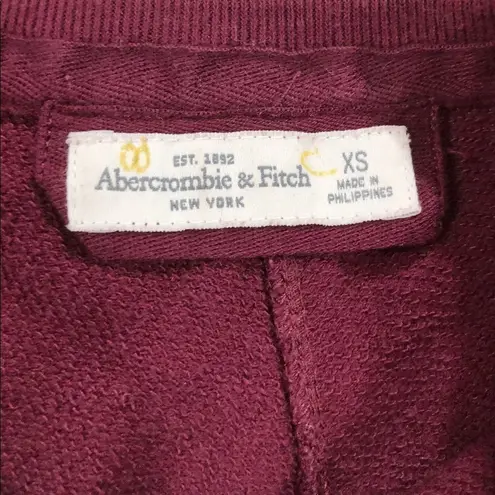 EST. 1892
Abercrombie & Fitch
NEW YORK
XS
MADE IN
PHILIPPINES